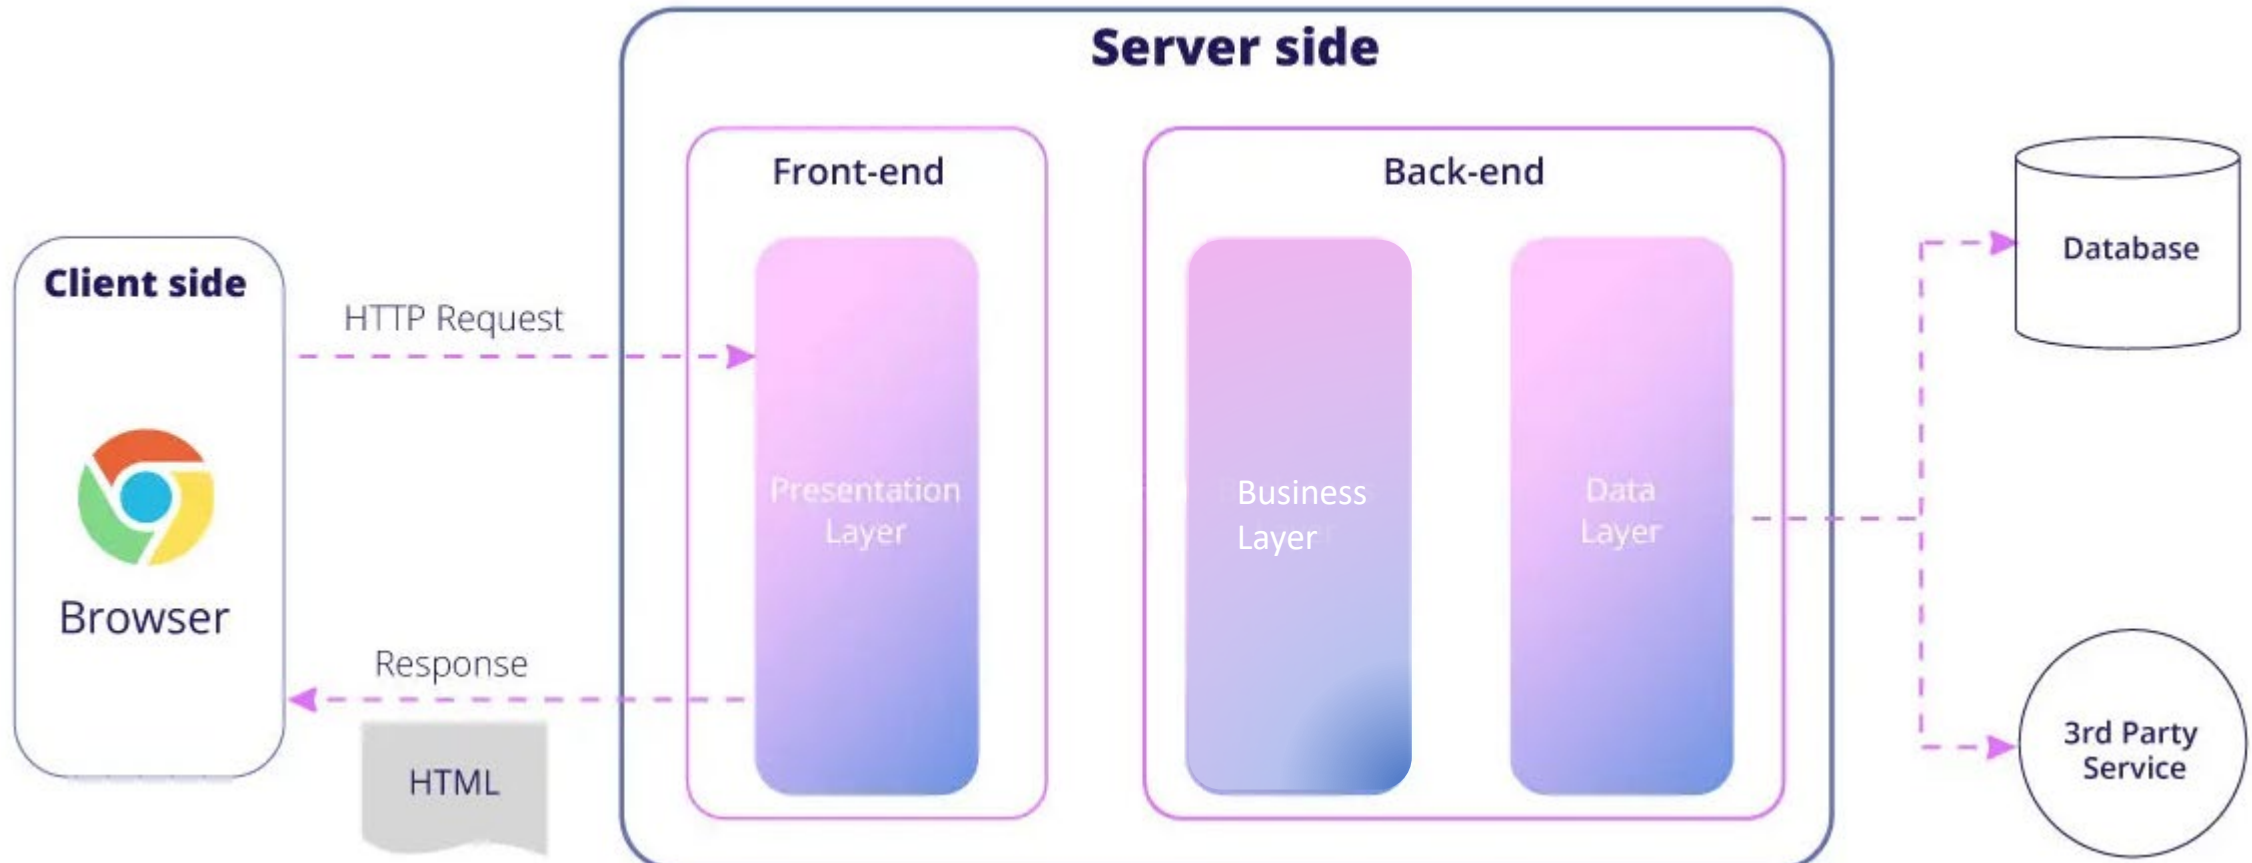 Server side
Front-end
Back-end
Client side
HTTP Request
Browser
Response
HTML
Presentation
Layer
Business
Layer
Data
Layer
Database
3rd Party
Service